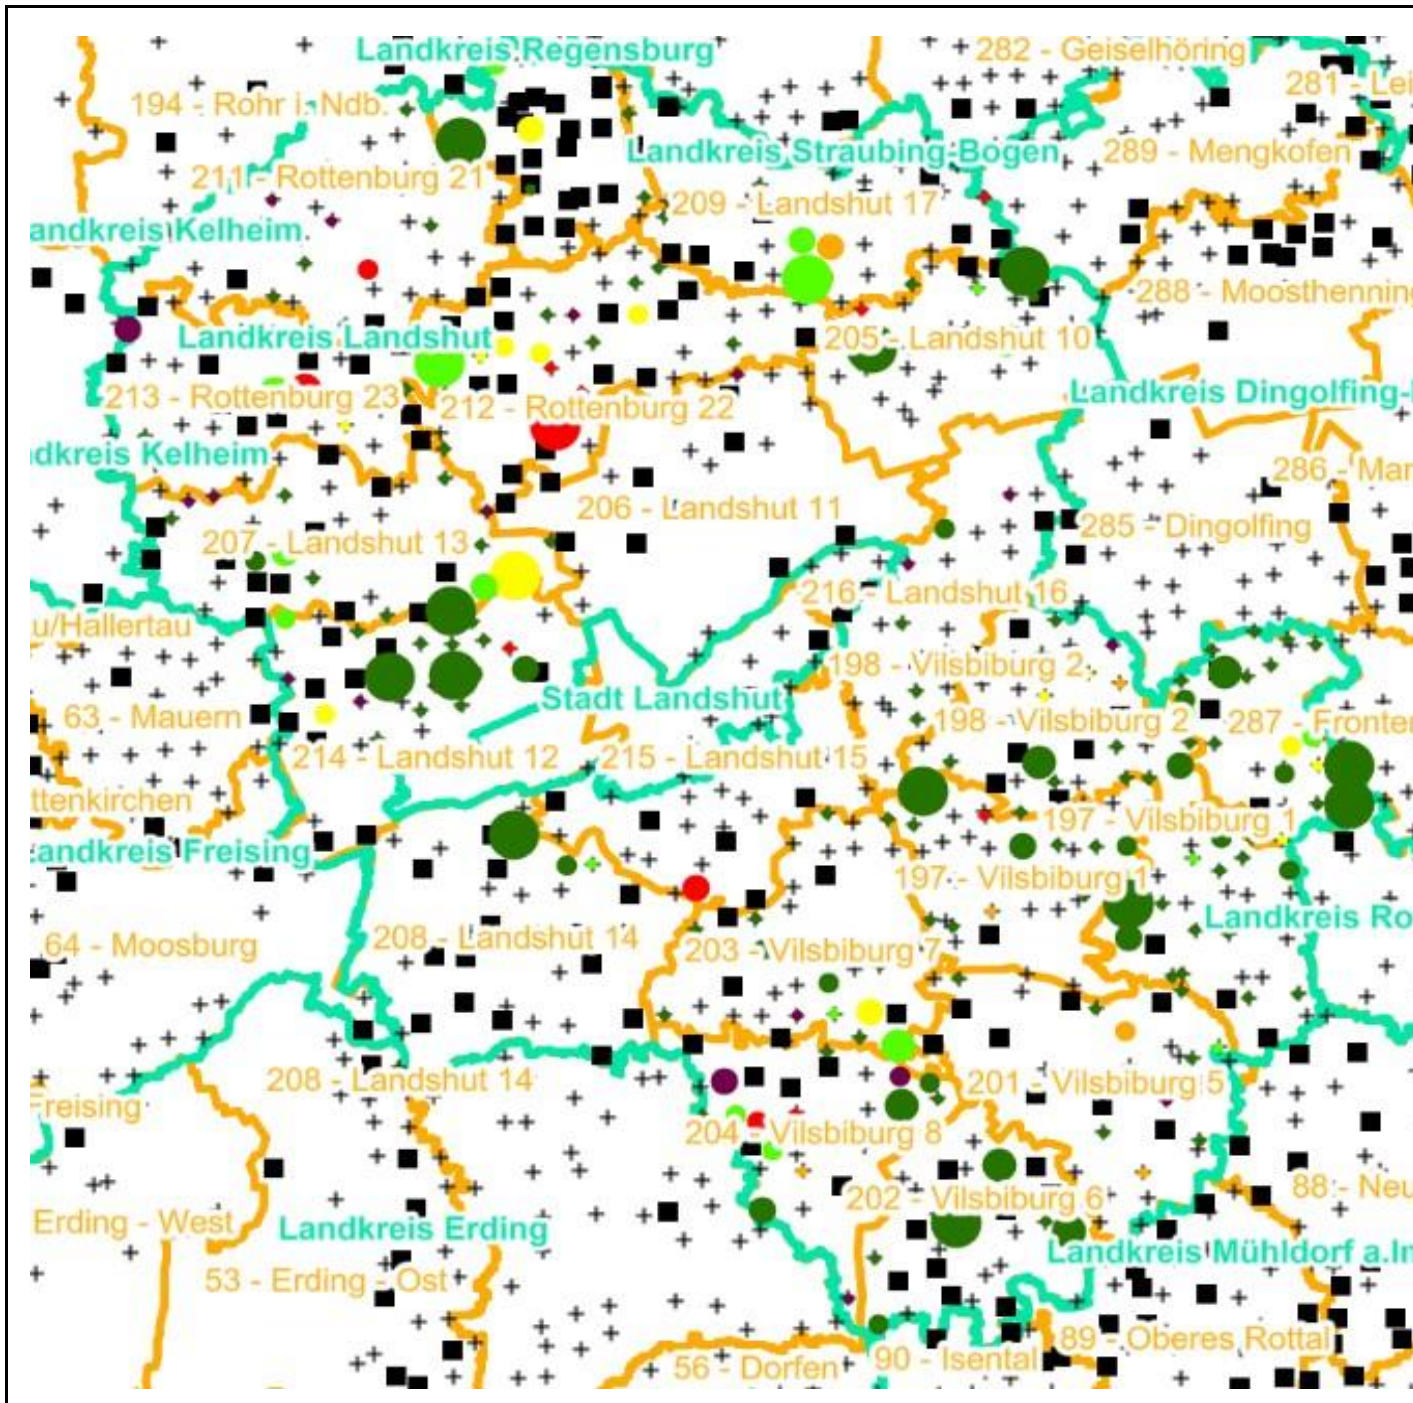 Landkreis Regensburg
282 - Geiselhöring
281 - Lei
194 - Rohr i. Ndb.
Landkreis Straubing-Bogen
289 - Mengkofen
211 - Rottenburg 21
209 - Landshut 17
andkreis Kelheim
288 - Moosthenning
Landkreis Landshut
205 - Landshut 10
Landkreis Dingolfing-
213 - Rottenburg 23
212 - Rottenburg 22
dkreis Kelheim
286 - Mar
206 - Landshut 11
285 - Dingolfing
207 - Landshut 13
216 - Landshut 16
u/Hallertau
198 - Vilsbiburg 2
Stadt Landshut
63 - Mauern
198 - Vilsbiburg 2
287 - Fronten
214 - Landshut 12
215 - Landshut 15
ttenkirchen
197 - Vilsbiburg 1
Landkreis Freising
197 - Vilsbiburg 1
Landkreis Ro
64 - Moosburg
208 - Landshut 14
203 - Vilsbiburg 7
208 - Landshut 14
201 - Vilsbiburg 5
Freising
204 - Vilsbiburg 8
88 - Neu
202 - Vilsbiburg 6
Erding - West
Landkreis Erding
Landkreis Mühldorf a.In
53 - Erding - Ost
89 - Oberes Rottal
90 - Isental
56 - Dorfen